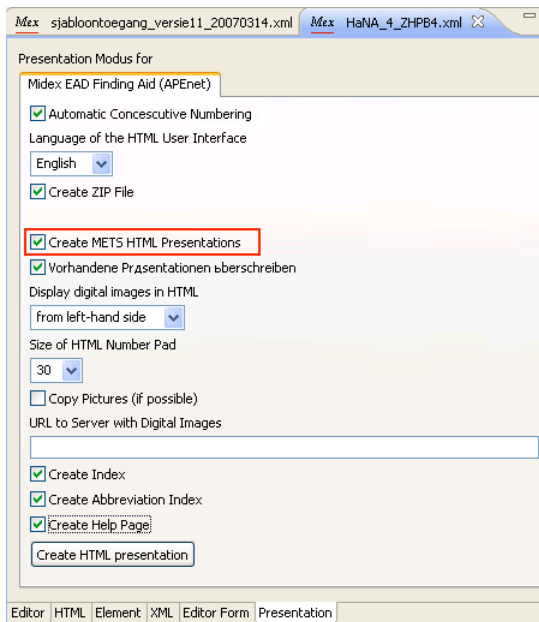 Mex sjabloontoegang_versie11_20070314.xml Mex HaNA_4_ZHPB4.xml
Presentation Modus for
Midex EAD Finding Aid (APEnet)
Automatic Concescutive Numbering
Language of the HTML User Interface
English
Create ZIP File
Create METS HTML Presentations
Vorhandene Prдsentationen ьberschreiben
Display digital images in HTML
from left-hand side
Size of HTML Number Pad
30
Copy Pictures (if possible)
URL to Server with Digital Images
Create Index
Create Abbreviation Index
Create Help Page
Create HTML presentation
Editor HTML Element XML Editor Form Presentation